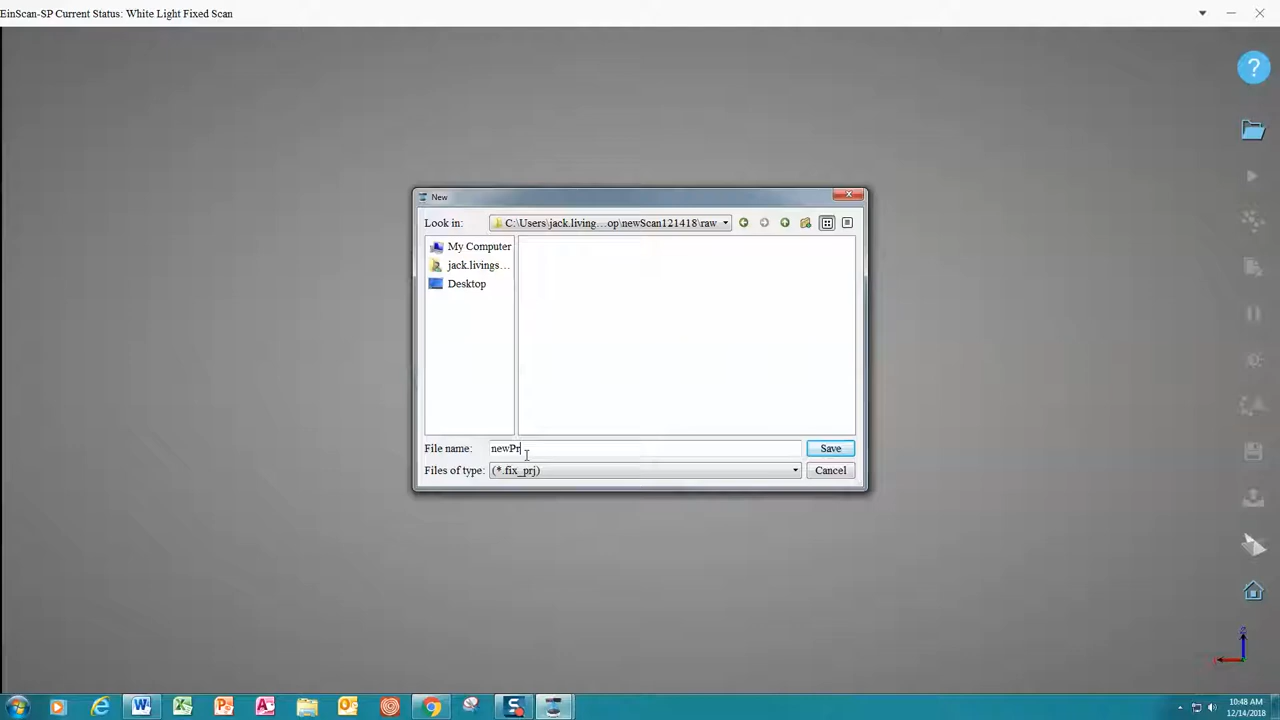 EinScan-SP Current Status: White Light Fixed Scan
?
New
Look in: C:\Users\jack.living...op\newScan121418\raw
My Computer
jack.livings...
Desktop
File name: newPr Save
Files of type: (*.fix_prj) Cancel
10:48 AM
12/14/2018